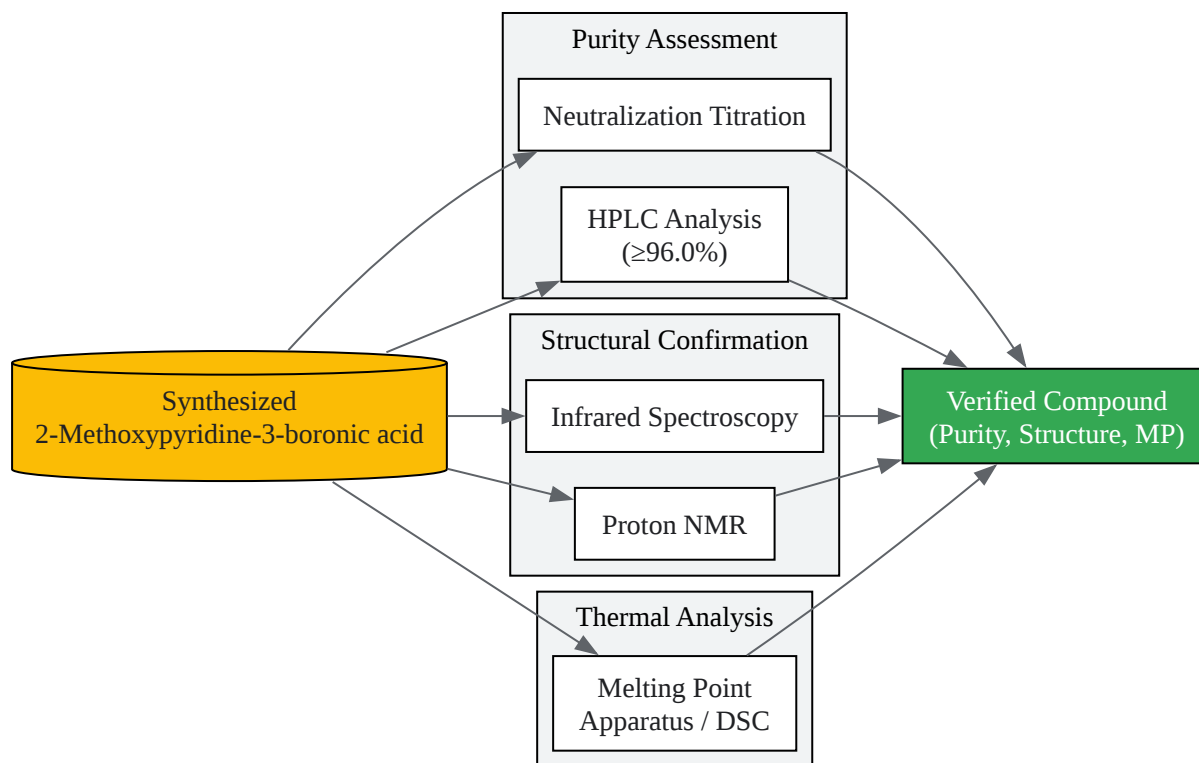 Purity Assessment
Neutralization Titration
HPLC Analysis
(≥96.0%)
Structural Confirmation
Synthesized
2-Methoxypyridine-3-boronic acid
Infrared Spectroscopy
Verified Compound
(Purity, Structure, MP)
Proton NMR
Thermal Analysis
Melting Point
Apparatus / DSC